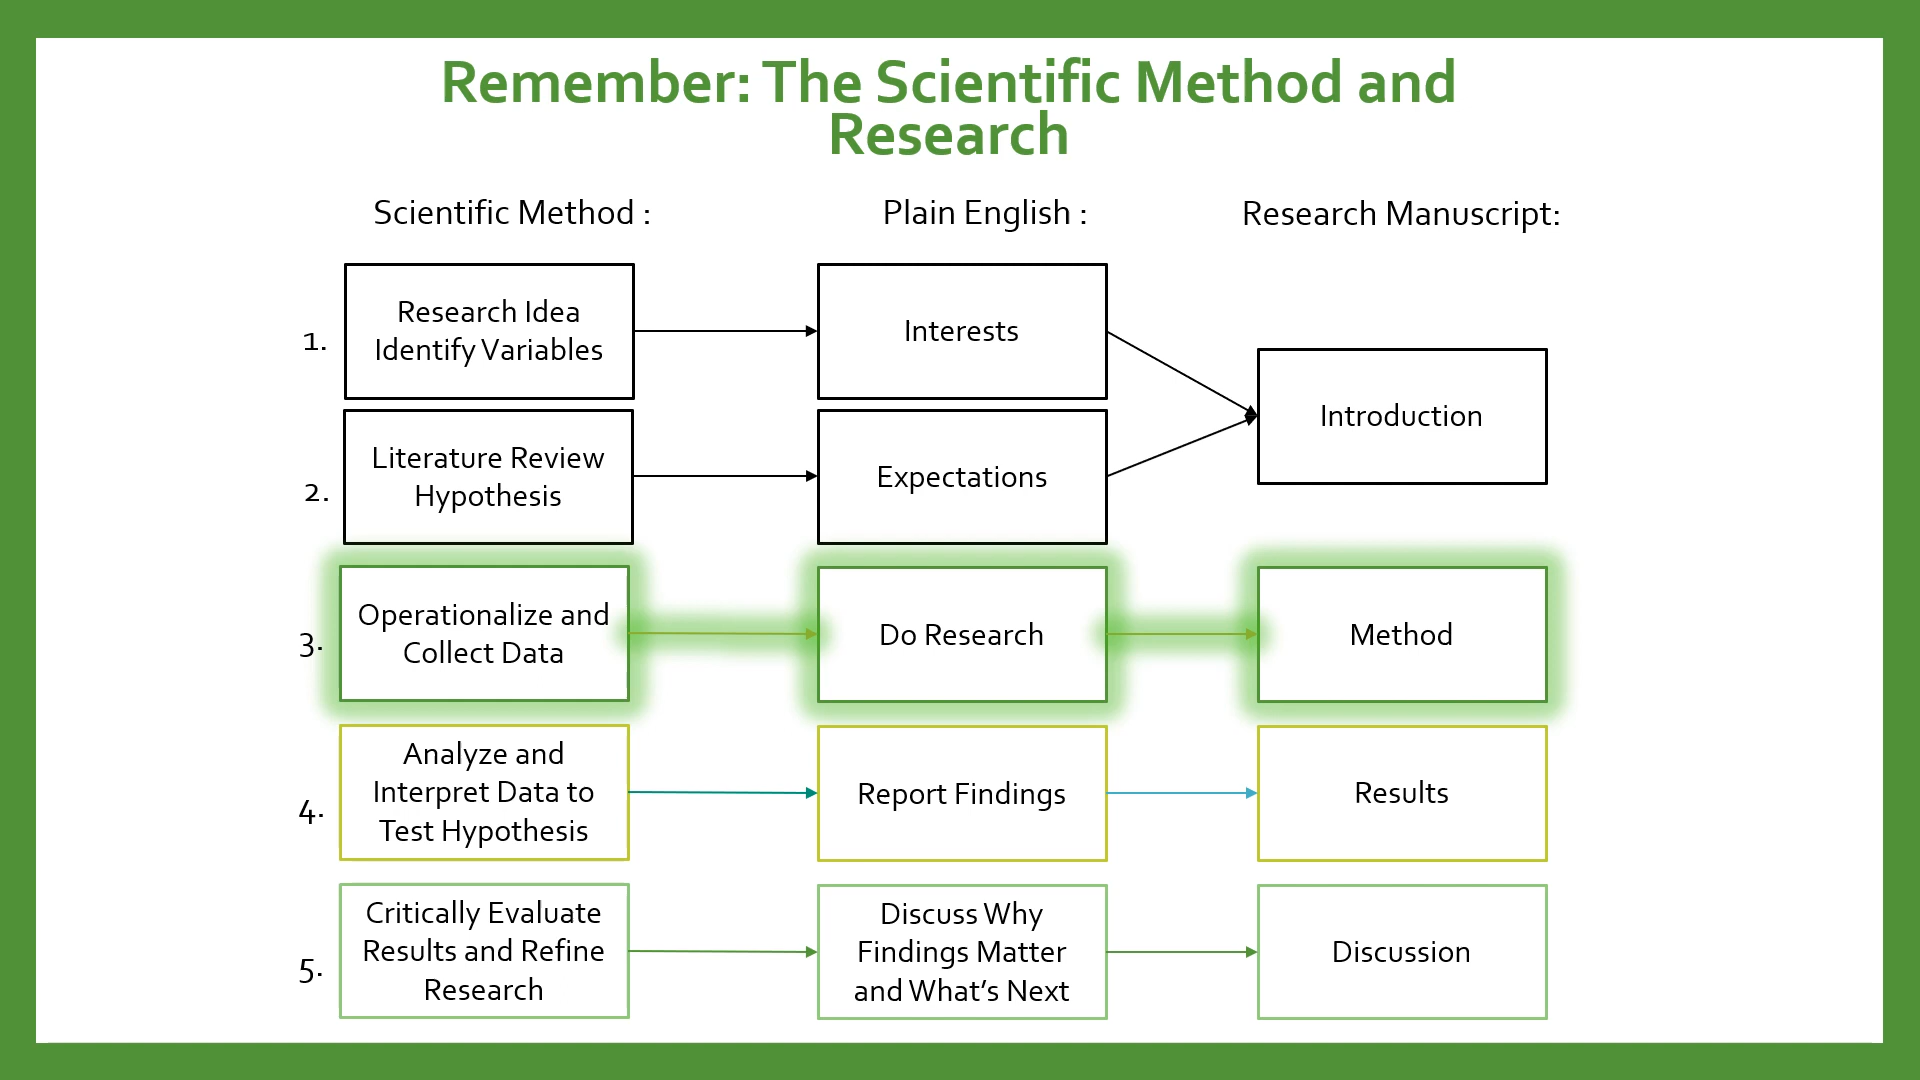 Remember: The Scientific Method and
Research
Scientific Method :
Plain English :
Research Manuscript:
1.
Research Idea
Identify Variables
Interests
Introduction
2.
Literature Review
Hypothesis
Expectations
3.
Operationalize and
Collect Data
Do Research
Method
4.
Analyze and
Interpret Data to
Test Hypothesis
Report Findings
Results
5.
Critically Evaluate
Results and Refine
Research
Discuss Why
Findings Matter
and What’s Next
Discussion